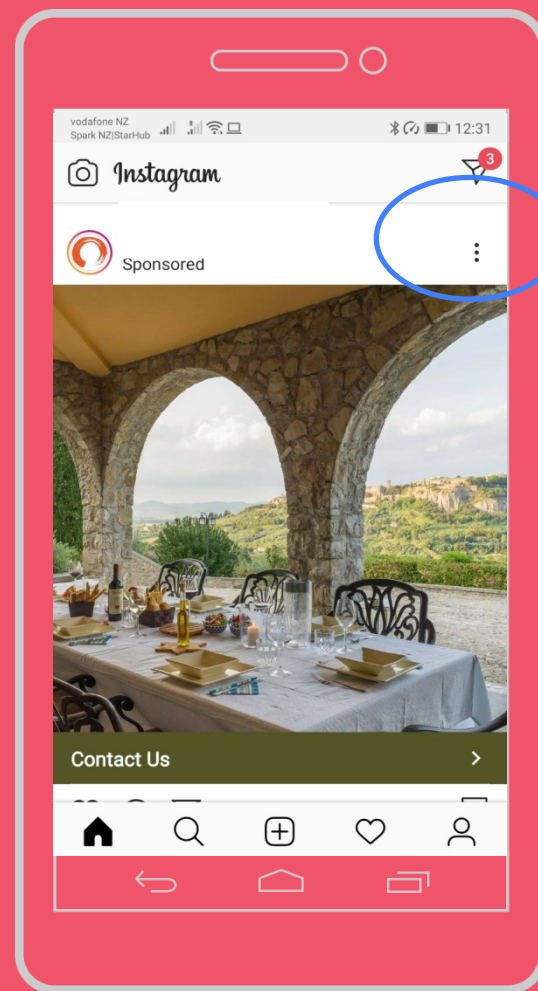 vodafone NZ
Spark NZ|StarHub
12:31
Instagram
3
Sponsored
Contact Us